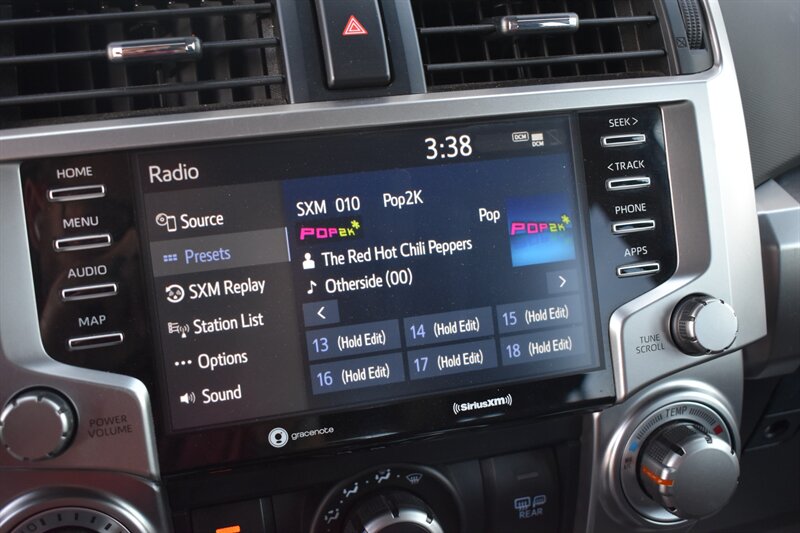 SEEK >
3:38
DCM
DCM
HOME
Radio
< TRACK
MENU
Source
SXM 010 Pop2K
POP2K*
Pop
POP2K*
PHONE
Presets
The Red Hot Chili Peppers
APPS
AUDIO
SXM Replay
Otherside (00)
< >
MAP
Station List
13 (Hold Edit) 14 (Hold Edit) 15 (Hold Edit)
Options
16 (Hold Edit) 17 (Hold Edit) 18 (Hold Edit)
Sound
TUNE
SCROLL
POWER
VOLUME
gracenote
((SiriusXM))
TEMP
REAR